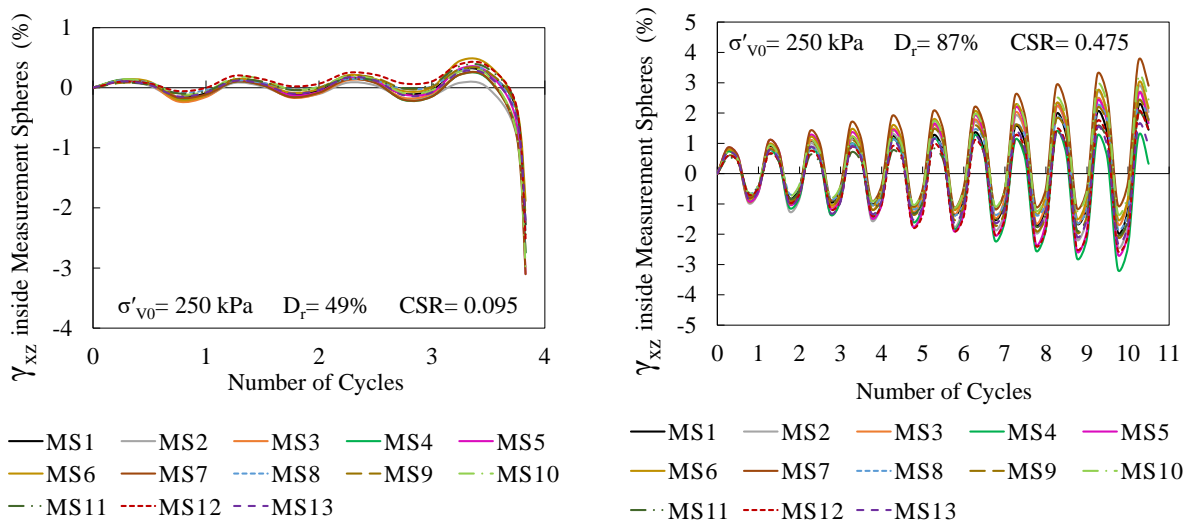 γxz inside Measurement Spheres (%)
1
0
-1
-2
-3
-4
σ′V0= 250 kPa Dr= 49% CSR= 0.095
0 1 2 3 4
Number of Cycles
MS1 MS2 MS3 MS4 MS5
MS6 MS7 MS8 MS9 MS10
MS11 MS12 MS13
γxz inside Measurement Spheres (%)
5
4
3
2
1
0
-1
-2
-3
-4
-5
σ′V0= 250 kPa Dr= 87% CSR= 0.475
0 1 2 3 4 5 6 7 8 9 10 11
Number of Cycles
MS1 MS2 MS3 MS4 MS5
MS6 MS7 MS8 MS9 MS10
MS11 MS12 MS13